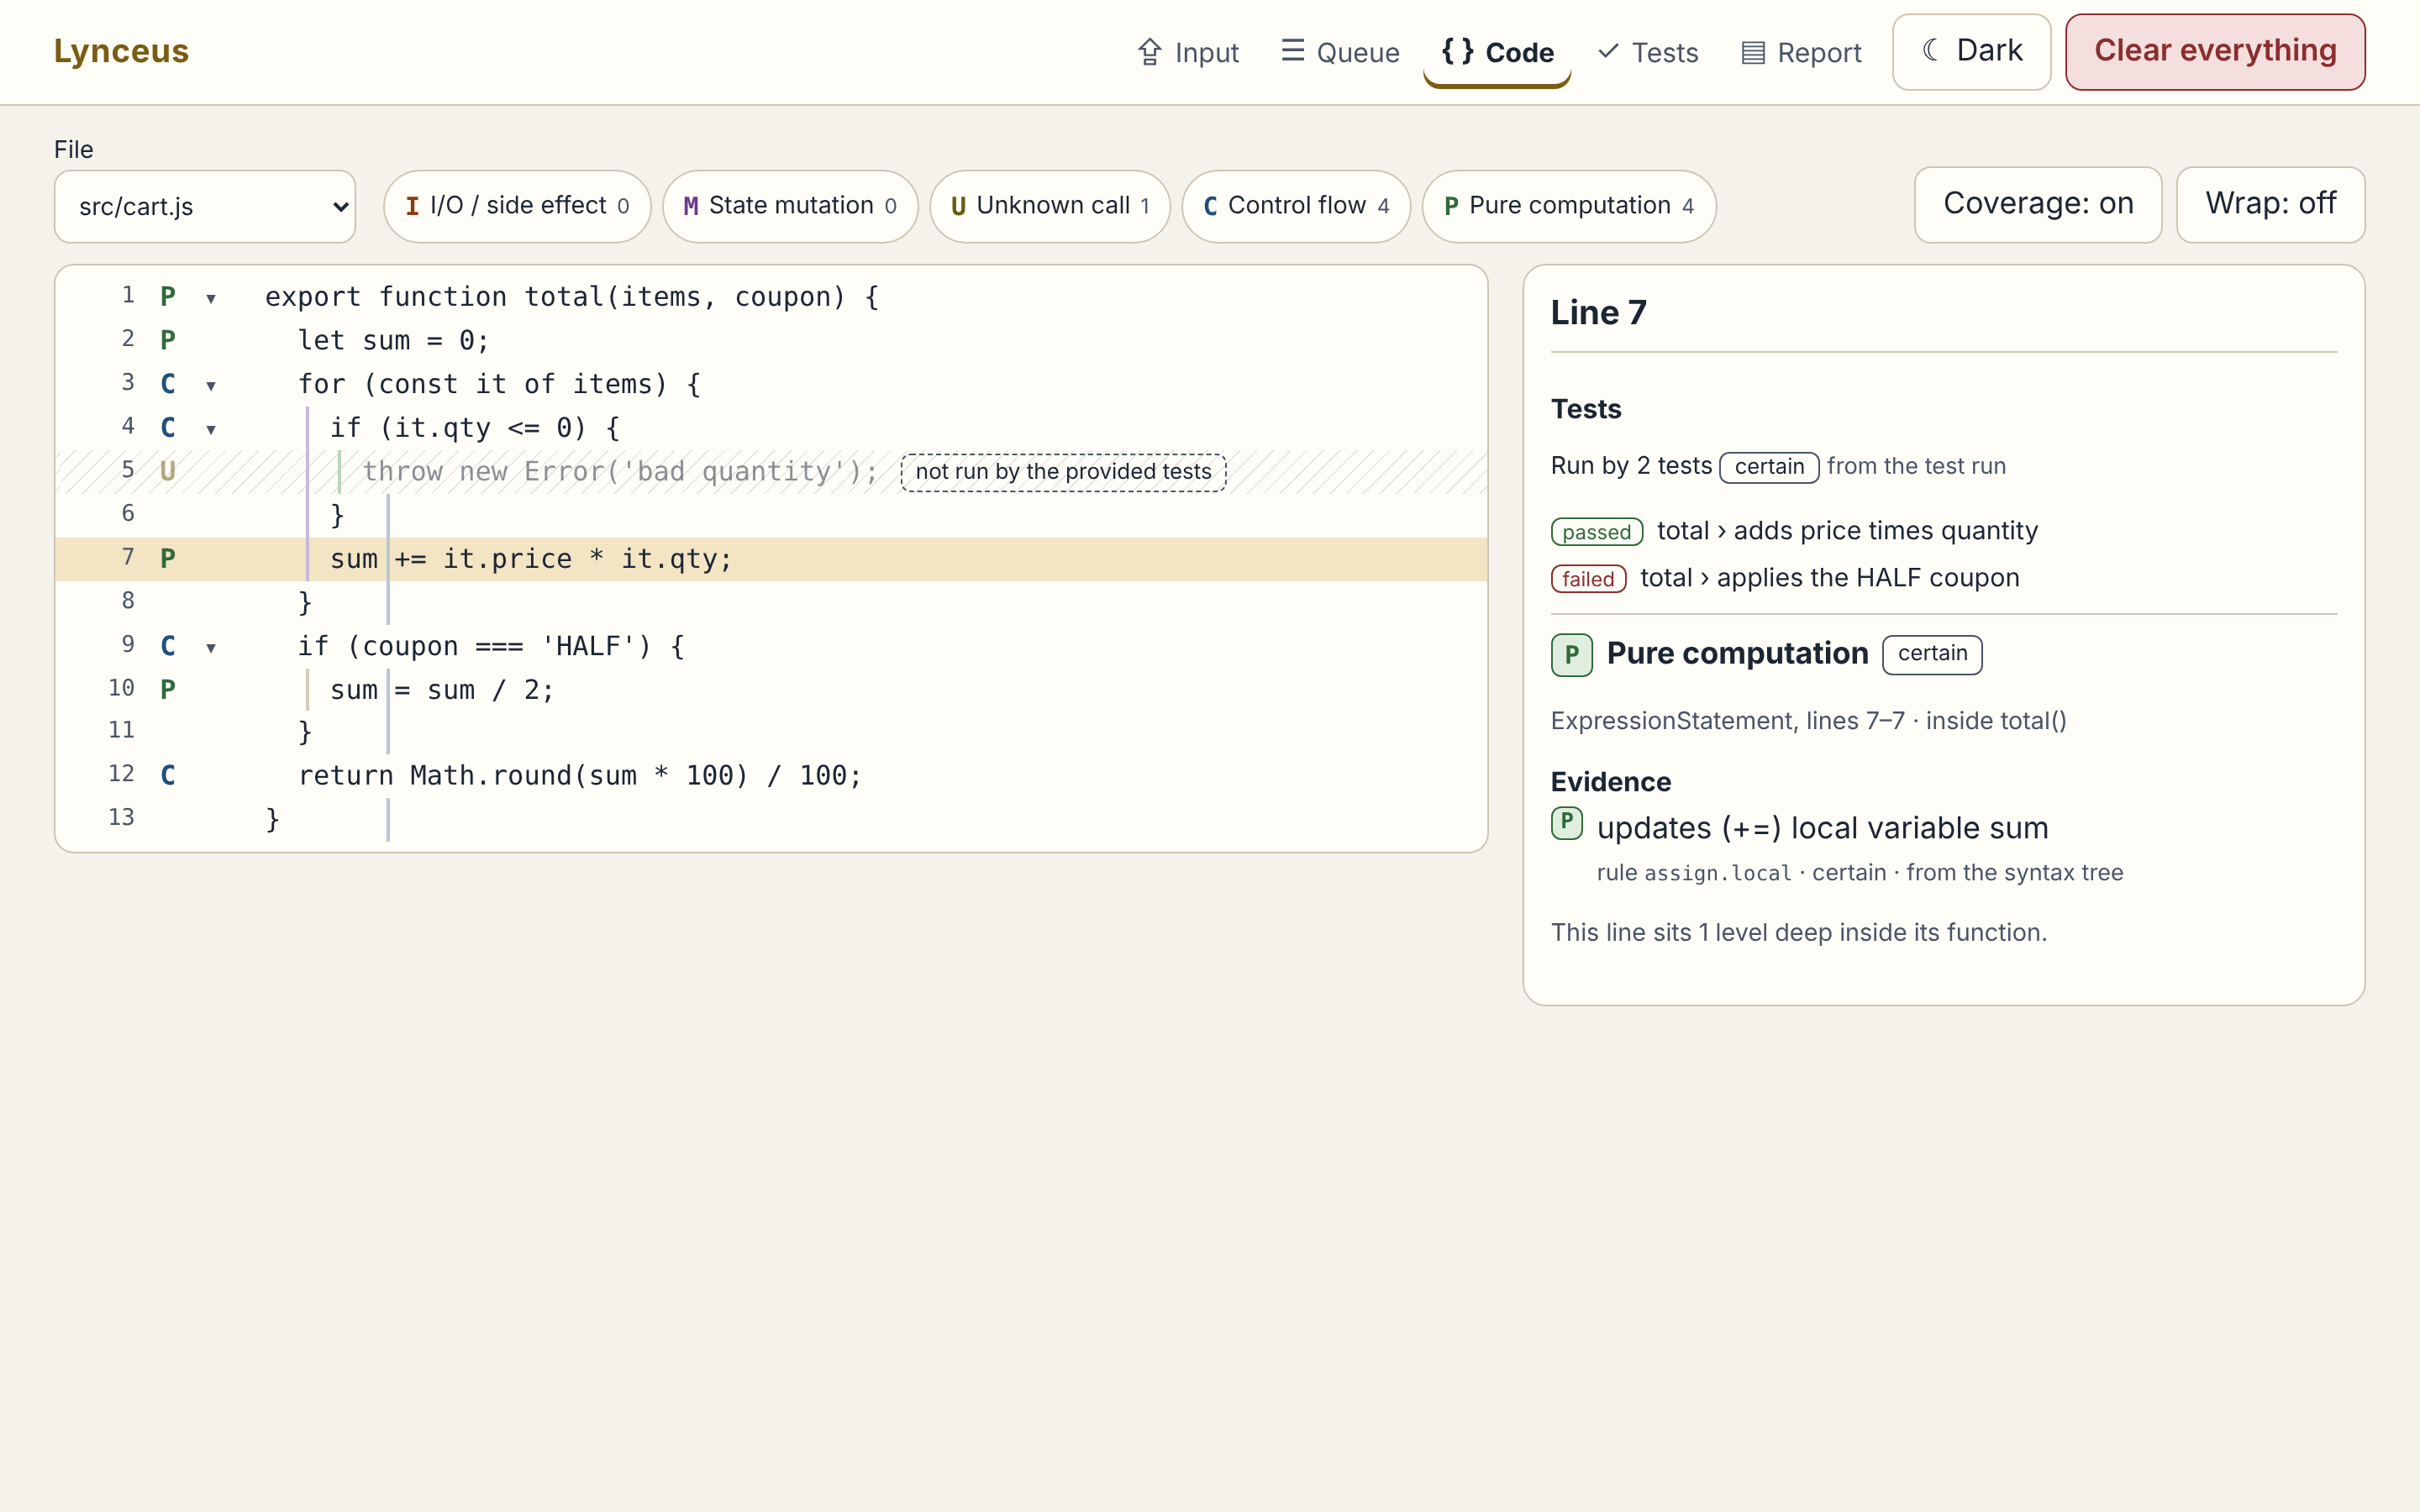 Lynceus
Input
Queue
{ } Code
Tests
Report
Dark
Clear everything
File
src/cart.js
I I/O / side effect 0
M State mutation 0
U Unknown call 1
C Control flow 4
P Pure computation 4
Coverage: on
Wrap: off
1 P export function total(items, coupon) {
2 P let sum = 0;
3 C for (const it of items) {
4 C if (it.qty <= 0) {
5 U throw new Error('bad quantity'); not run by the provided tests
6 }
7 P sum += it.price * it.qty;
8 }
9 C if (coupon === 'HALF') {
10 P sum = sum / 2;
11 }
12 C return Math.round(sum * 100) / 100;
13 }
Line 7
Tests
Run by 2 tests certain from the test run
passed total › adds price times quantity
failed total › applies the HALF coupon
P Pure computation certain
ExpressionStatement, lines 7–7 · inside total()
Evidence
P updates (+=) local variable sum
rule assign.local · certain · from the syntax tree
This line sits 1 level deep inside its function.